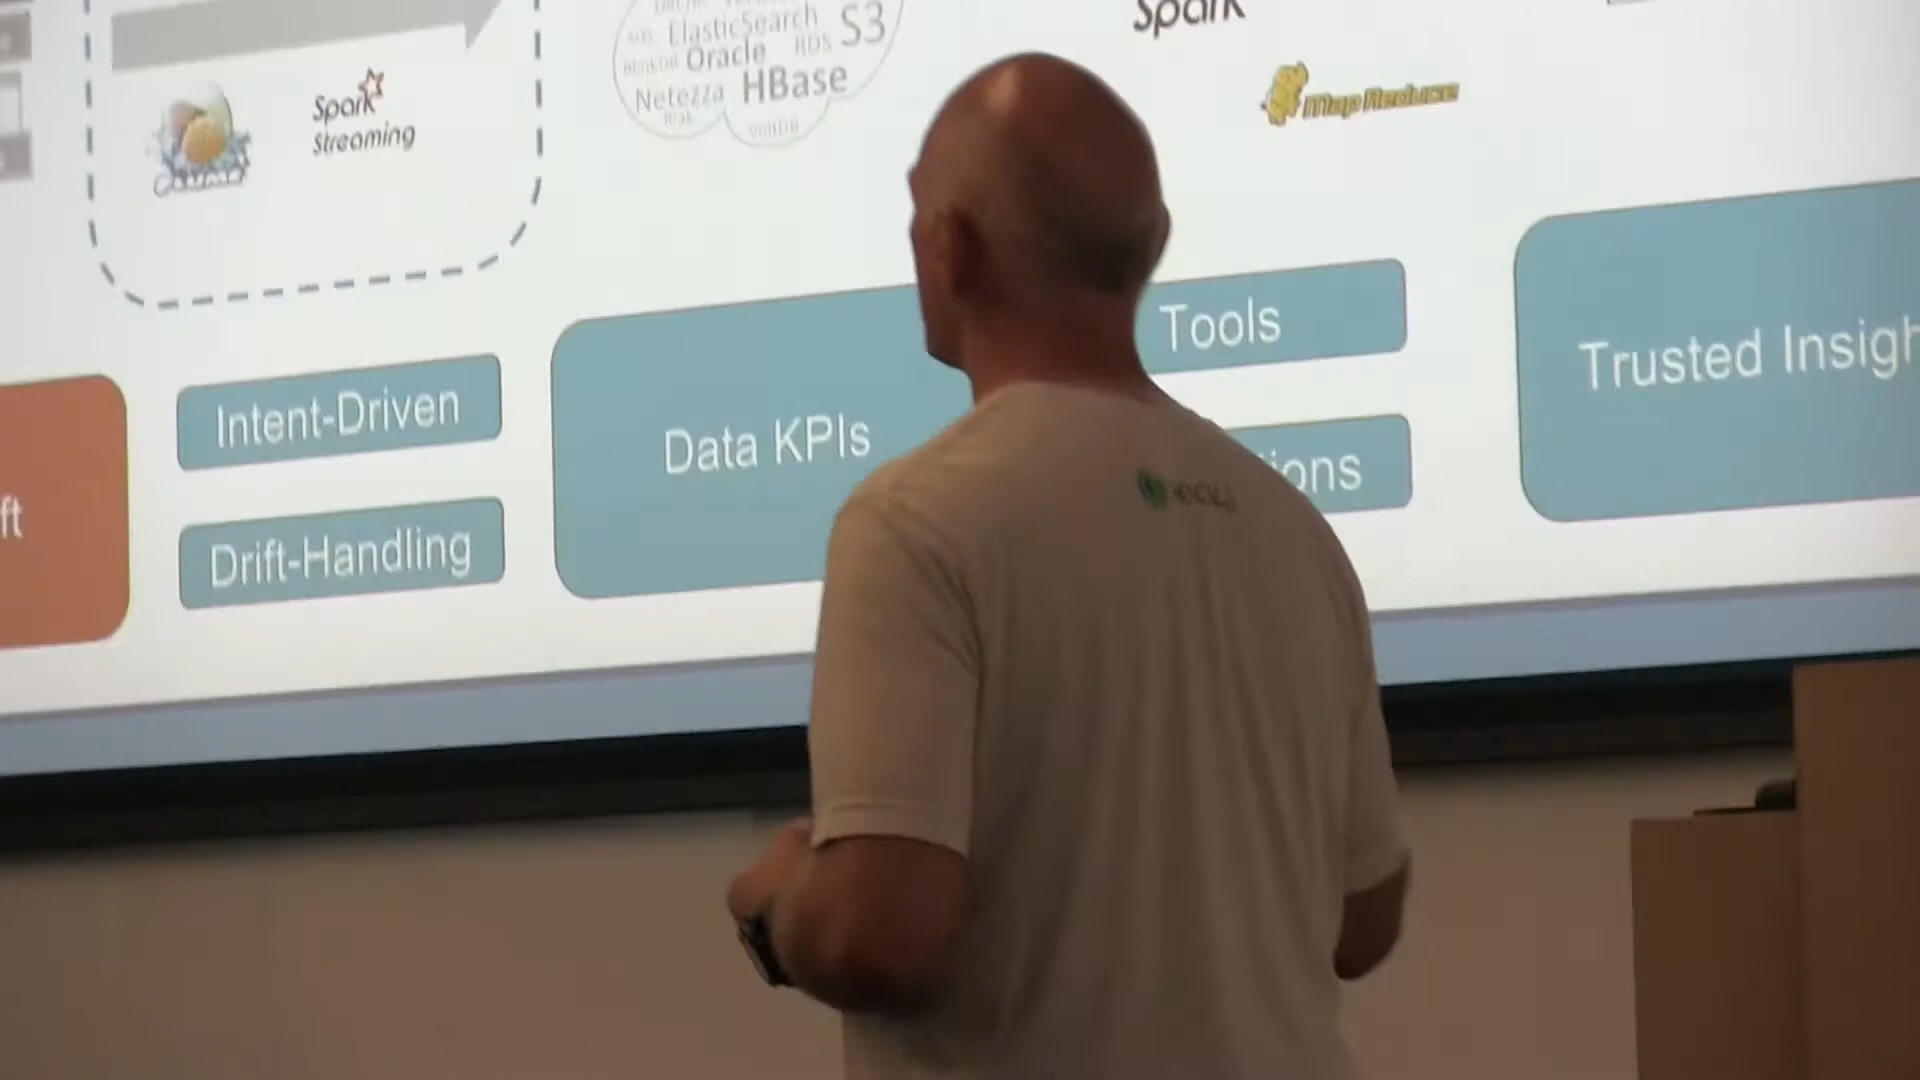 ElasticSearch
S3
Oracle
RDS
HBase
Netezza
VoltDB
Spark
Spark
Streaming
Map Reduce
Tools
Trusted Insigh
Intent-Driven
Data KPIs
ions
ft
Drift-Handling